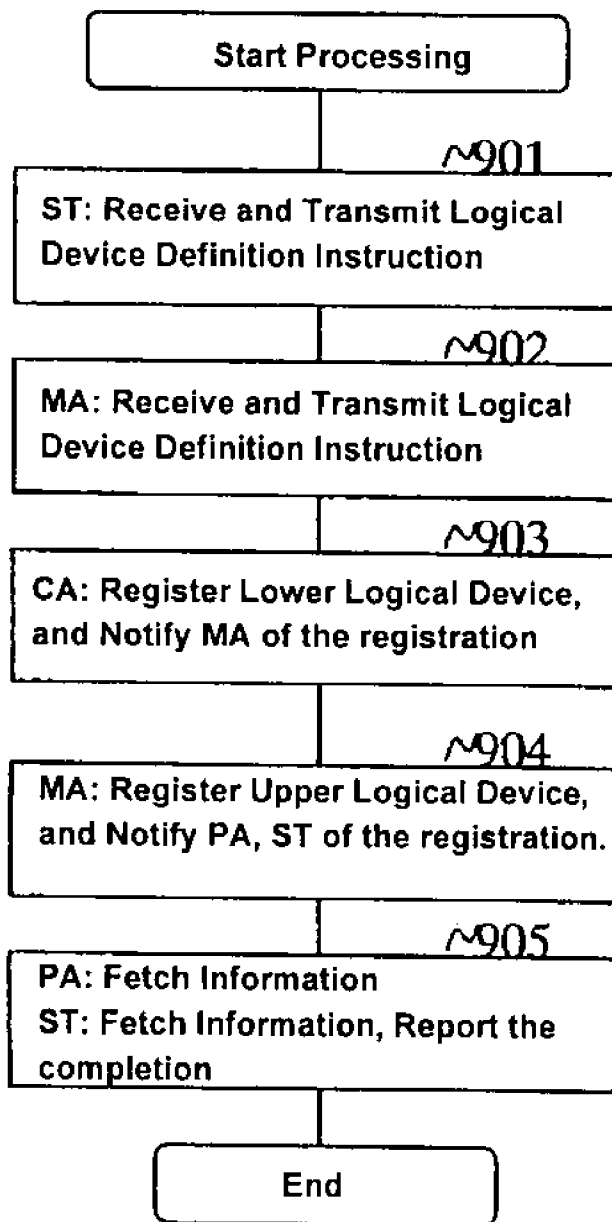 Start Processing
~901
ST: Receive and Transmit Logical
Device Definition Instruction
~902
MA: Receive and Transmit Logical
Device Definition Instruction
~903
CA: Register Lower Logical Device,
and Notify MA of the registration
~904
MA: Register Upper Logical Device,
and Notify PA, ST of the registration.
~905
PA: Fetch Information
ST: Fetch Information, Report the
completion
End